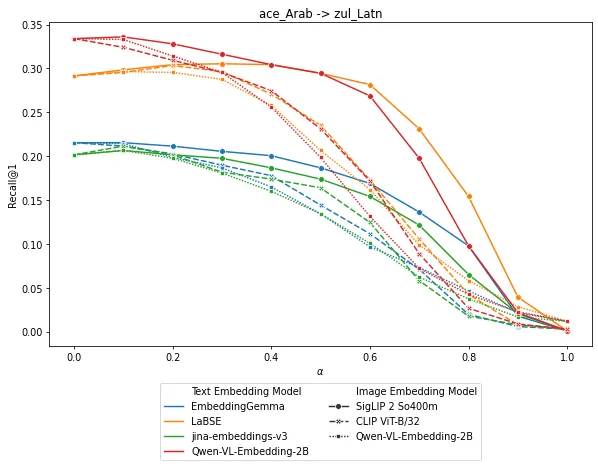 ace_Arab -> zul_Latn
0.35
0.30
0.25
0.20
0.15
0.10
0.05
0.00
Recall@1
0.0 0.2 0.4 0.6 0.8 1.0
α
Text Embedding Model Image Embedding Model
EmbeddingGemma SigLIP 2 So400m
LaBSE CLIP ViT-B/32
jina-embeddings-v3 Qwen-VL-Embedding-2B
Qwen-VL-Embedding-2B